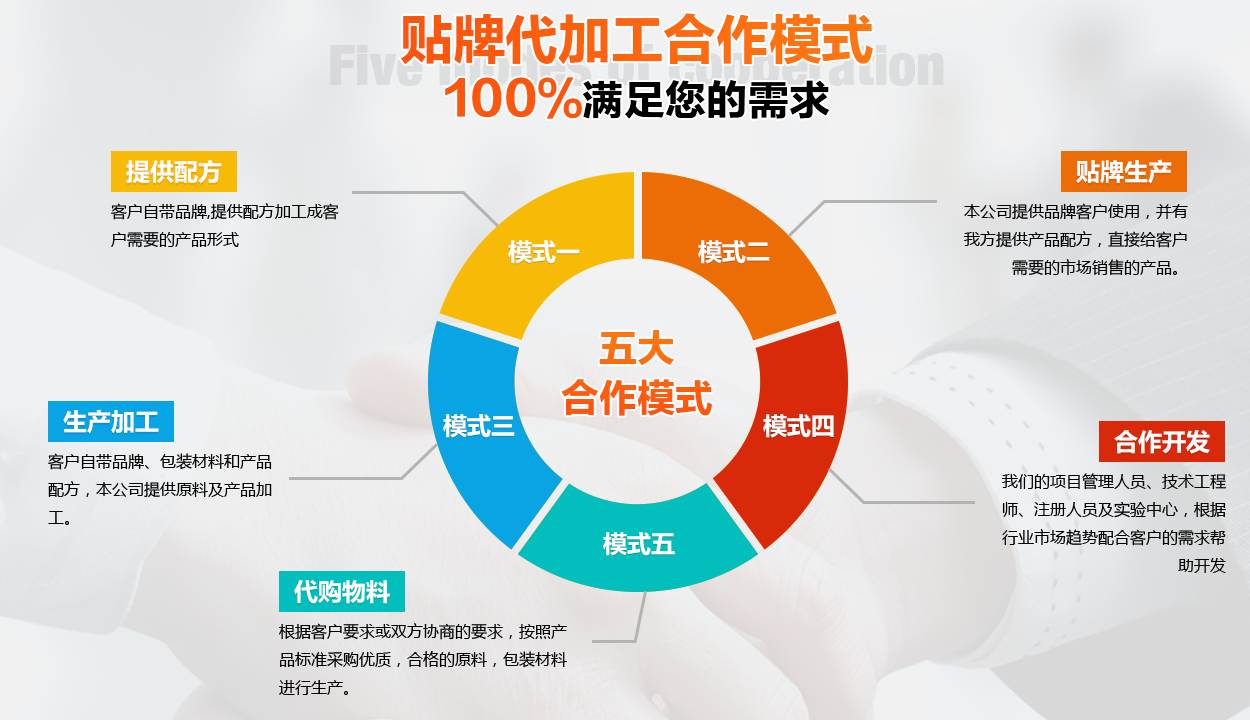 贴牌代加工合作模式
Five modes of cooperation
100%满足您的需求
提供配方
客户自带品牌,提供配方加工成客
户需要的产品形式
模式一
贴牌生产
本公司提供品牌客户使用，并有
我方提供产品配方，直接给客户
需要的市场销售的产品。
模式二
五大
合作模式
生产加工
客户自带品牌、包装材料和产品
配方，本公司提供原料及产品加
工。
模式三
合作开发
我们的项目管理人员、技术工程
师、注册人员及实验中心，根据
行业市场趋势配合客户的需求帮
助开发
模式四
代购物料
根据客户要求或双方协商的要求，按照产
品标准采购优质，合格的原料，包装材料
进行生产。
模式五